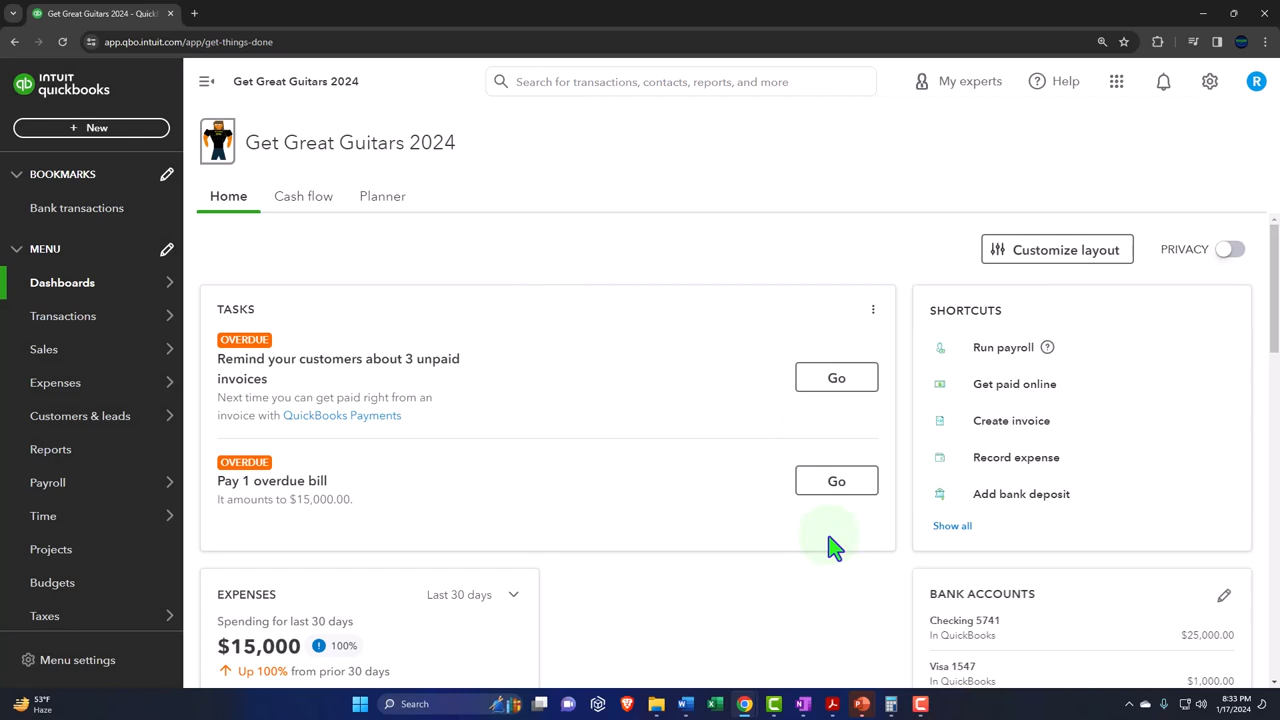 Get Great Guitars 2024 - Quick
app.qbo.intuit.com/app/get-things-done
INTUIT
quickbooks
+ New
BOOKMARKS
Bank transactions
MENU
Dashboards
Transactions
Sales
Expenses
Customers & leads
Reports
Payroll
Time
Projects
Budgets
Taxes
Menu settings
Get Great Guitars 2024
Search for transactions, contacts, reports, and more
My experts
Help
R
Get Great Guitars 2024
Home
Cash flow
Planner
Customize layout
PRIVACY
TASKS
OVERDUE
Remind your customers about 3 unpaid
invoices
Next time you can get paid right from an
invoice with QuickBooks Payments
Go
OVERDUE
Pay 1 overdue bill
It amounts to $15,000.00.
Go
SHORTCUTS
Run payroll
Get paid online
Create invoice
Record expense
Add bank deposit
Show all
EXPENSES
Last 30 days
Spending for last 30 days
$15,000
100%
Up 100% from prior 30 days
BANK ACCOUNTS
Checking 5741
In QuickBooks
$25,000.00
Visa 1547
In QuickBooks
$1,000.00
53°F
Haze
Search
8:33 PM
1/17/2024